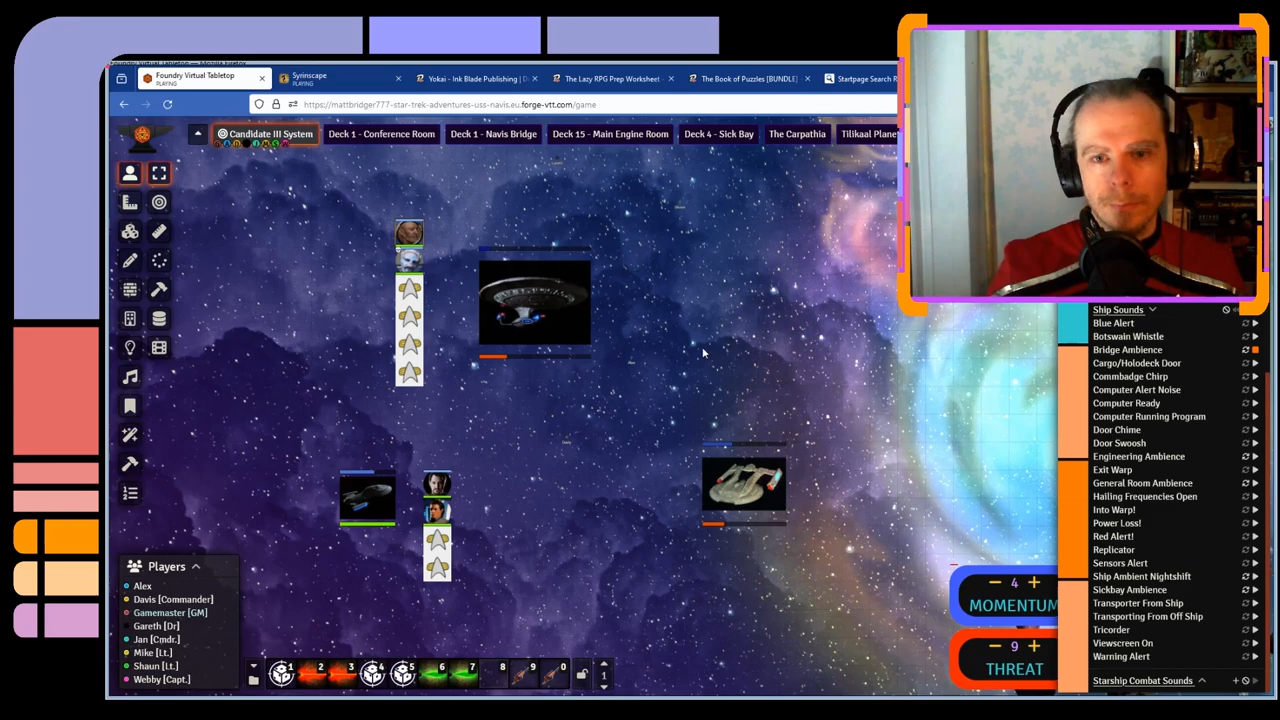 Foundry Virtual Tabletop
PLAYING
Syrinscape
PLAYING
Yokai - Ink Blade Publishing | D
The Lazy RPG Prep Worksheet -
The Book of Puzzles [BUNDLE]
Startpage Search R
https://mattbridger777-star-trek-adventures-uss-navis.eu.forge-vtt.com/game
Candidate III System
Deck 1 - Conference Room
Deck 1 - Navis Bridge
Deck 15 - Main Engine Room
Deck 4 - Sick Bay
The Carpathia
Tilikaal Plane
Ship Sounds
Blue Alert
Botswain Whistle
Bridge Ambience
Cargo/Holodeck Door
Commbadge Chirp
Computer Alert Noise
Computer Ready
Computer Running Program
Door Chime
Door Swoosh
Engineering Ambience
Exit Warp
General Room Ambience
Hailing Frequencies Open
Into Warp!
Power Loss!
Red Alert!
Replicator
Sensors Alert
Ship Ambient Nightshift
Sickbay Ambience
Transporter From Ship
Transporting From Off Ship
Tricorder
Viewscreen On
Warning Alert
Starship Combat Sounds
Players
Alex
Davis [Commander]
Gamemaster [GM]
Gareth [Dr]
Jan [Cmdr.]
Mike [Lt.]
Shaun [Lt.]
Webby [Capt.]
1 2 3 4 5 6 7 8 9 0
1
− 4 +
MOMENTUM
− 9 +
THREAT